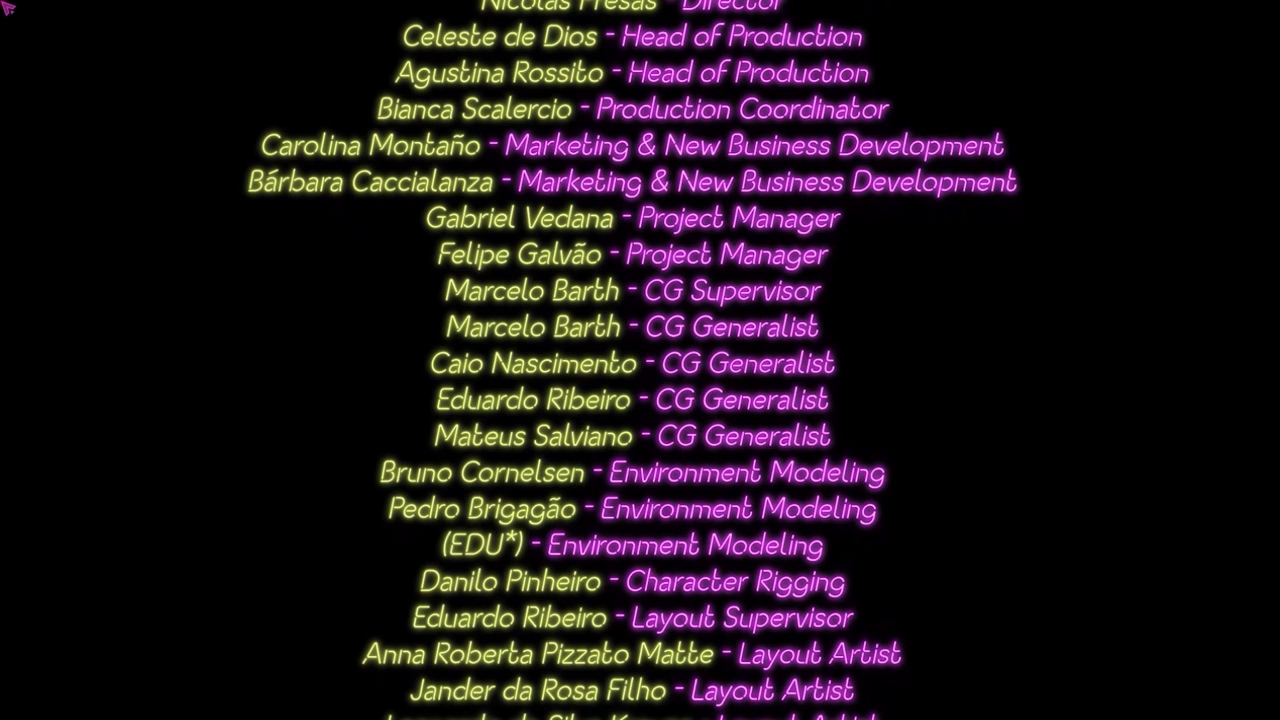 Nicolás Fresas - Director
Celeste de Dios - Head of Production
Agustina Rossito - Head of Production
Bianca Scalercio - Production Coordinator
Carolina Montaño - Marketing & New Business Development
Bárbara Caccialanza - Marketing & New Business Development
Gabriel Vedana - Project Manager
Felipe Galvão - Project Manager
Marcelo Barth - CG Supervisor
Marcelo Barth - CG Generalist
Caio Nascimento - CG Generalist
Eduardo Ribeiro - CG Generalist
Mateus Salviano - CG Generalist
Bruno Cornelsen - Environment Modeling
Pedro Brigagão - Environment Modeling
(EDU*) - Environment Modeling
Danilo Pinheiro - Character Rigging
Eduardo Ribeiro - Layout Supervisor
Anna Roberta Pizzato Matte - Layout Artist
Jander da Rosa Filho - Layout Artist